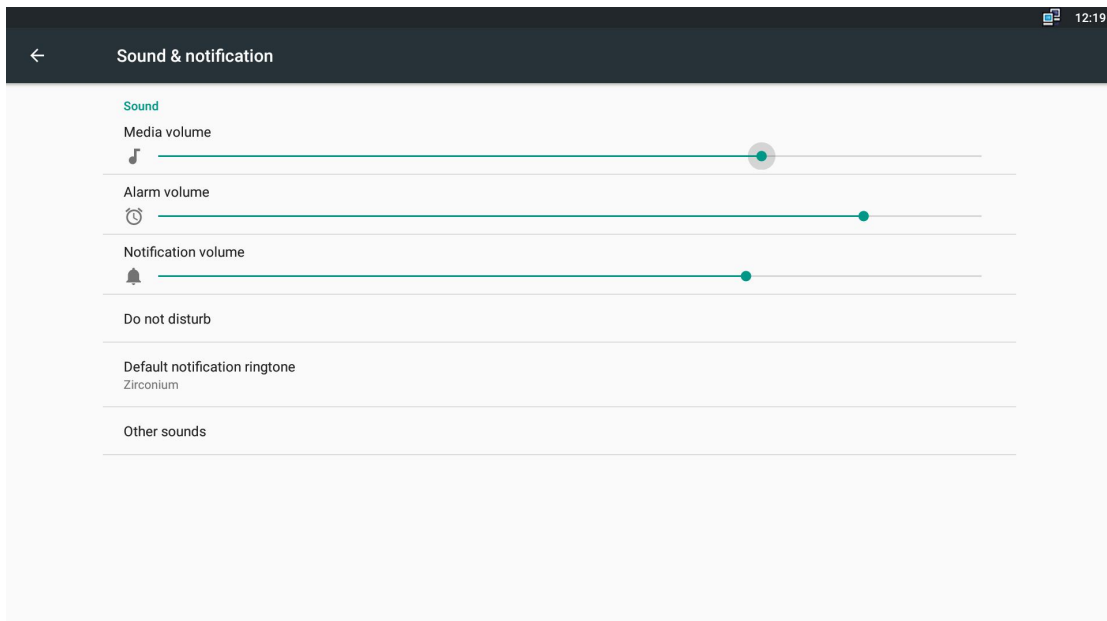 12:19
Sound & notification
Sound
Media volume
Alarm volume
Notification volume
Do not disturb
Default notification ringtone
Zirconium
Other sounds